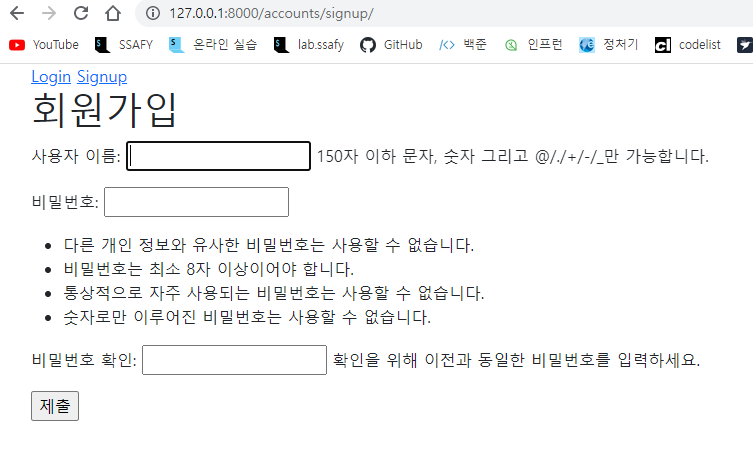 127.0.0.1:8000/accounts/signup/
YouTube SSAFY 온라인 실습 lab.ssafy GitHub 백준 인프런 정처기 codelist
Login Signup
회원가입
사용자 이름: 150자 이하 문자, 숫자 그리고 @/./+/-/_만 가능합니다.
비밀번호:
다른 개인 정보와 유사한 비밀번호는 사용할 수 없습니다.
비밀번호는 최소 8자 이상이어야 합니다.
통상적으로 자주 사용되는 비밀번호는 사용할 수 없습니다.
숫자로만 이루어진 비밀번호는 사용할 수 없습니다.
비밀번호 확인: 확인을 위해 이전과 동일한 비밀번호를 입력하세요.
제출